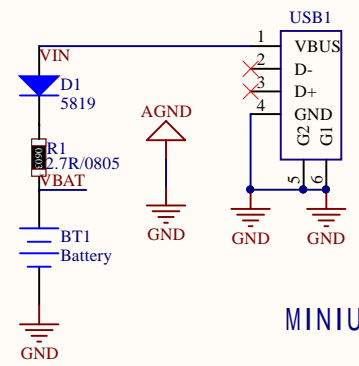 USB1
VIN
1
VBUS
2
D-
D1
5819
3
D+
4
GND
AGND
G2
G1
R1
2.7R/0805
VBAT
5
6
BT1
Battery
GND
GND
GND
GND
MINIU